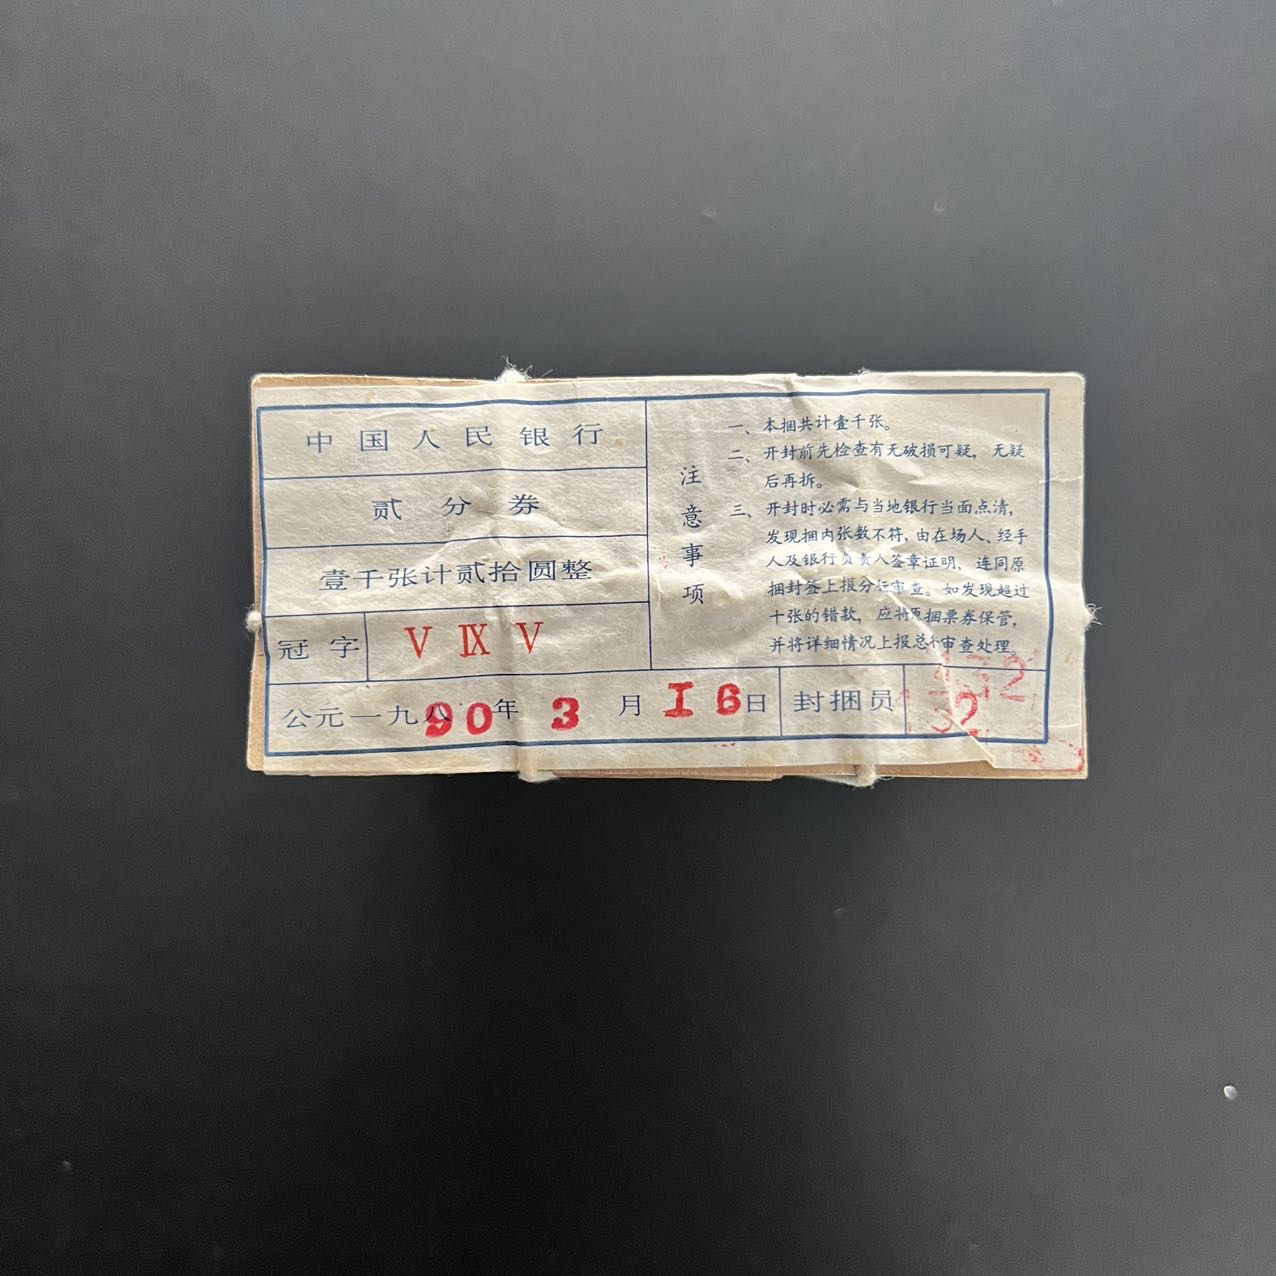 中国人民银行
贰分券
壹千张计贰拾圆整
冠字 V IX V
公元一九八90年 3 月 I6日 封捆员
注意事项
一、本捆共计壹千张。
二、开封前先检查有无破损可疑，无疑
后再拆。
三、开封时必需与当地银行当面点清，
发现捆内张数不符，由在场人、经手
人及银行负责人签章证明，连同原
捆封签上报分行审查。如发现超过
十张的错款，应将原捆票券保管，
并将详细情况上报总行审查处理。